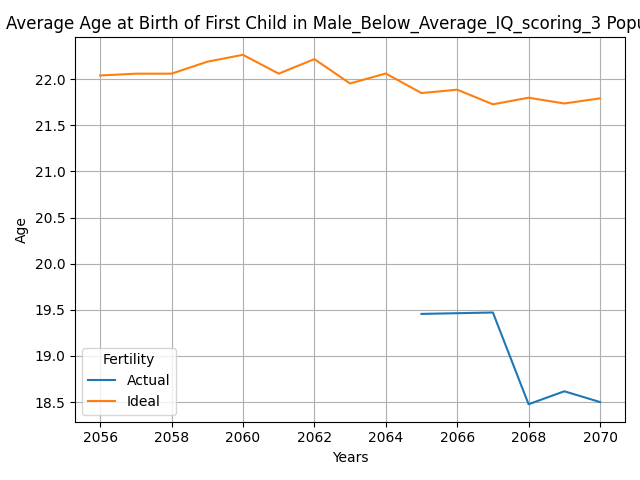 Average Age at Birth of First Child in Male_Below_Average_IQ_scoring_3
22.0
21.5
21.0
20.5
20.0
19.5
19.0
18.5
Age
Fertility
Actual
Ideal
2056 2058 2060 2062 2064 2066 2068 2070
Years